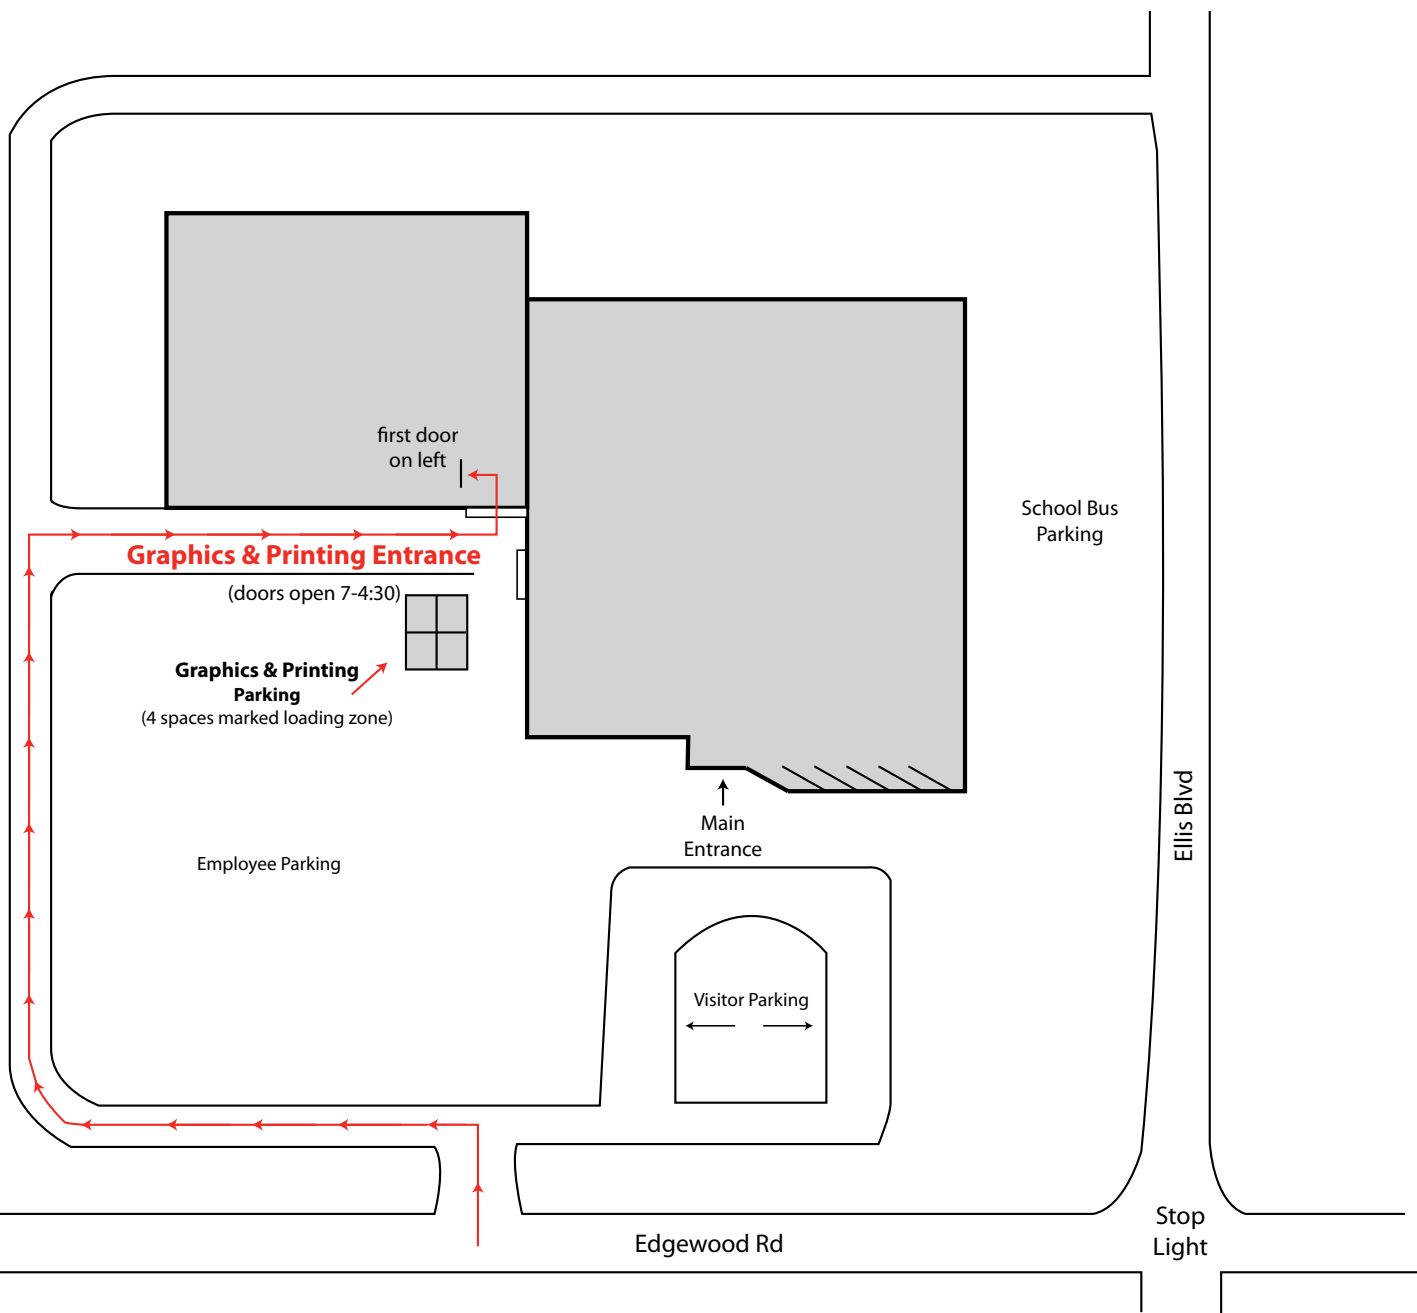 first door
on left
School Bus
Parking
Graphics & Printing Entrance
(doors open 7-4:30)
Graphics & Printing
Parking
(4 spaces marked loading zone)
Ellis Blvd
Main
Entrance
Employee Parking
Visitor Parking
Stop
Light
Edgewood Rd